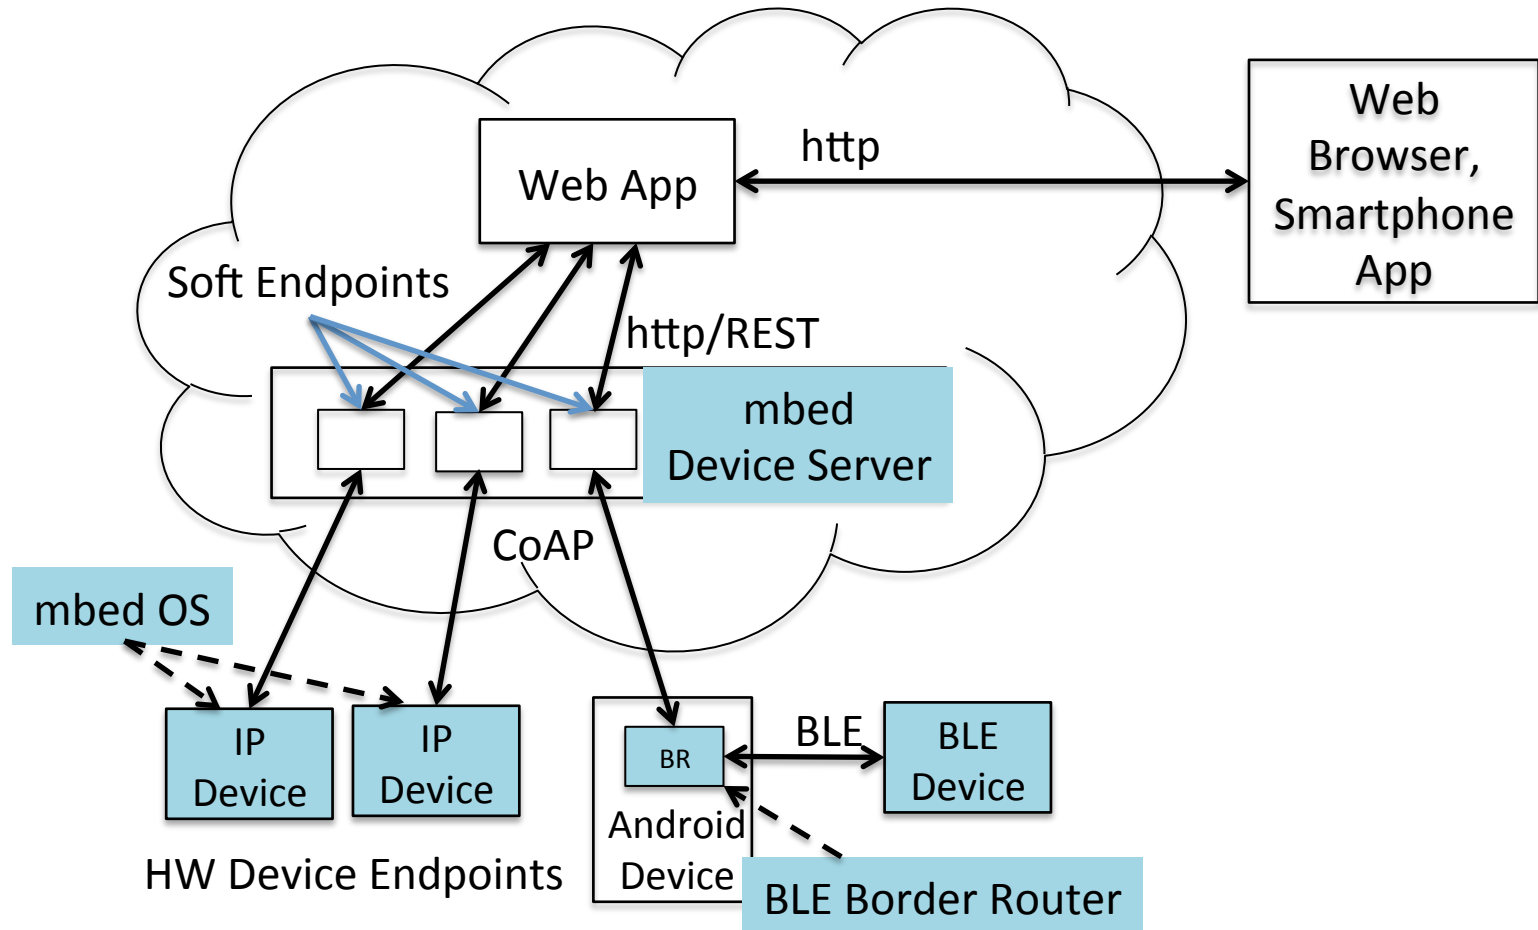 Web
Browser,
Smartphone
App
http
Web App
Soft Endpoints
http/REST
mbed
Device Server
CoAP
mbed OS
IP
Device
IP
Device
BR
BLE
BLE
Device
Android
Device
HW Device Endpoints
BLE Border Router